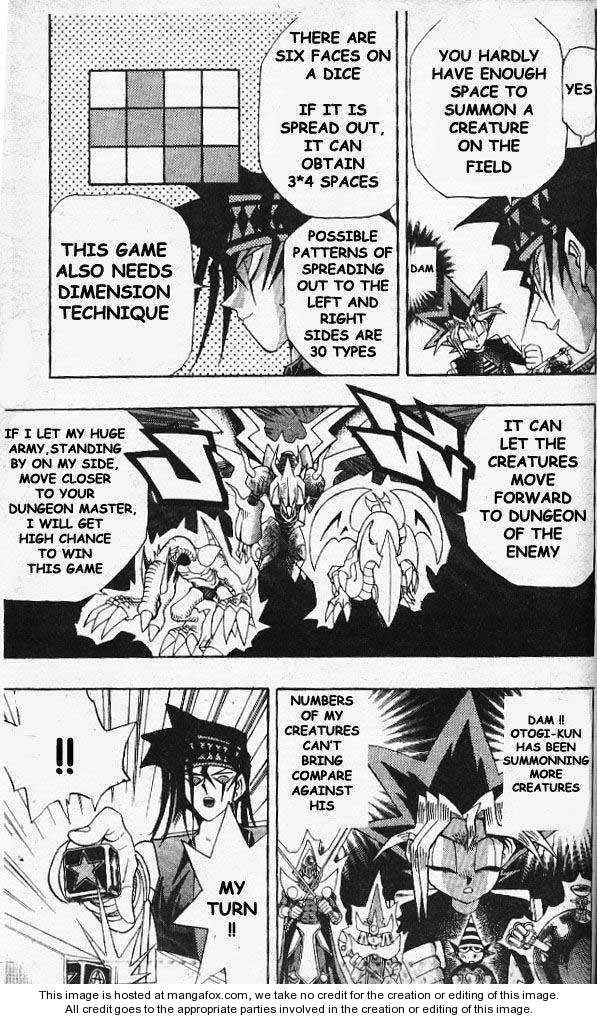 YES
YOU HARDLY
HAVE ENOUGH
SPACE TO
SUMMON A
CREATURE
ON THE
FIELD
DAM
THERE ARE
SIX FACES ON
A DICE
IF IT IS
SPREAD OUT,
IT CAN
OBTAIN
3*4 SPACES
POSSIBLE
PATTERNS OF
SPREADING
OUT TO THE
LEFT AND
RIGHT
SIDES ARE
30 TYPES
THIS GAME
ALSO NEEDS
DIMENSION
TECHNIQUE
IT CAN
LET THE
CREATURES
MOVE
FORWARD
TO DUNGEON
OF THE
ENEMY
IF I LET MY HUGE
ARMY,STANDING
BY ON MY SIDE,
MOVE CLOSER
TO YOUR
DUNGEON MASTER,
I WILL GET
HIGH CHANCE
TO WIN
THIS GAME
DAM !!
OTOGI-KUN
HAS BEEN
SUMMONNING
MORE
CREATURES
NUMBERS
OF MY
CREATURES
CAN'T
BRING
COMPARE
AGAINST
HIS
!!
MY
TURN
!!
This image is hosted at mangafox.com, we take no credit for the creation or editing of this image.
All credit goes to the appropriate parties involved in the creation or editing of this image.